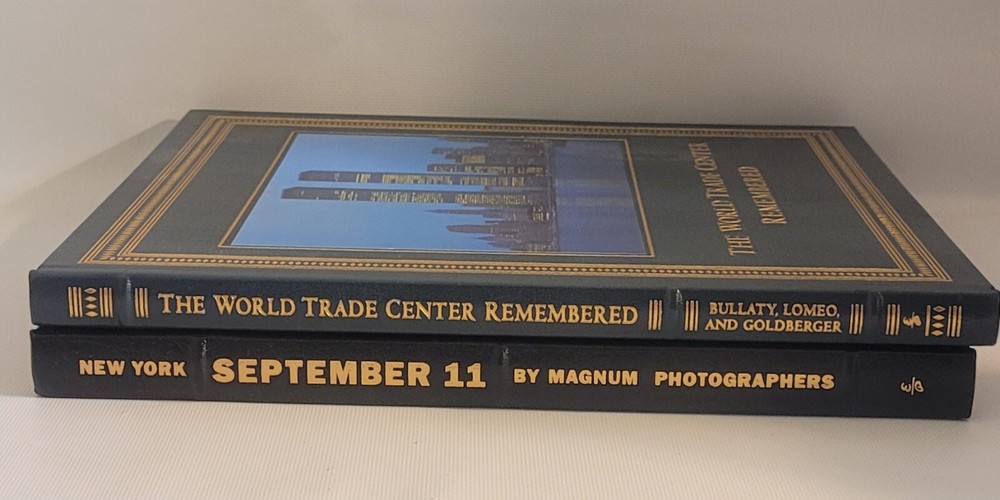 THE WORLD TRADE CENTER
REMEMBERED
THE WORLD TRADE CENTER REMEMBERED
BULLATY, LOMEO,
AND GOLDBERGER
NEW YORK
SEPTEMBER 11
BY MAGNUM PHOTOGRAPHERS